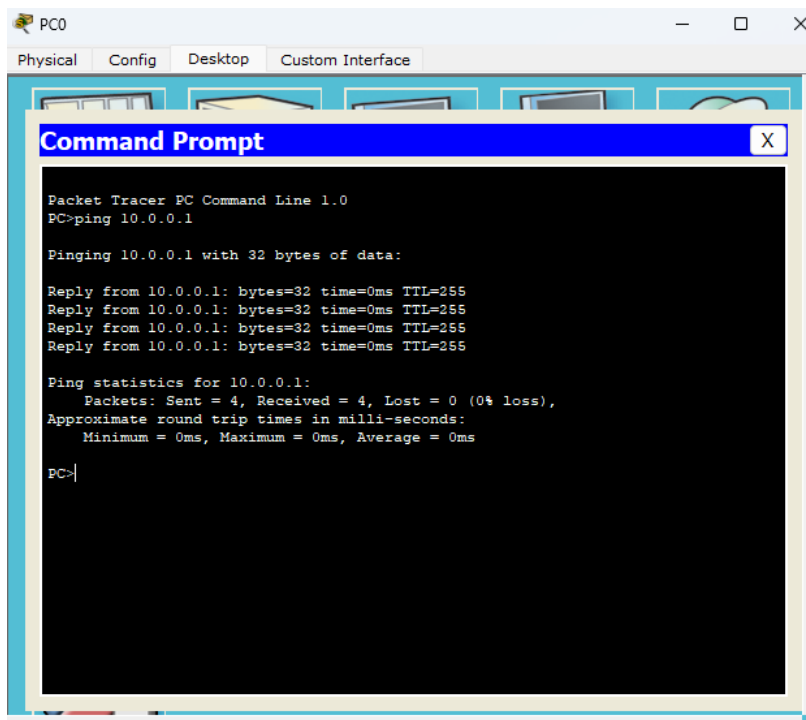 PC0
Physical Config Desktop Custom Interface
Command Prompt
X
Packet Tracer PC Command Line 1.0
PC>ping 10.0.0.1
Pinging 10.0.0.1 with 32 bytes of data:
Reply from 10.0.0.1: bytes=32 time=0ms TTL=255
Reply from 10.0.0.1: bytes=32 time=0ms TTL=255
Reply from 10.0.0.1: bytes=32 time=0ms TTL=255
Reply from 10.0.0.1: bytes=32 time=0ms TTL=255
Ping statistics for 10.0.0.1:
Packets: Sent = 4, Received = 4, Lost = 0 (0% loss),
Approximate round trip times in milli-seconds:
Minimum = 0ms, Maximum = 0ms, Average = 0ms
PC>